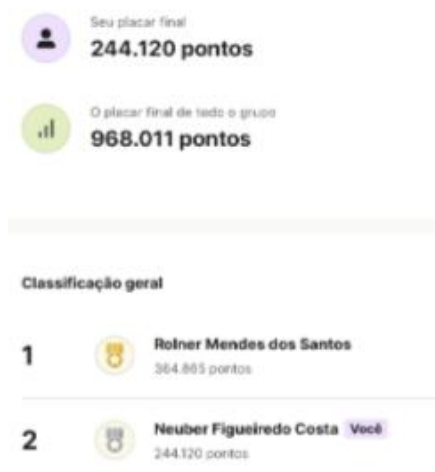 Seu placar final
244.120 pontos
O placar final de todo o grupo
968.011 pontos
Classificação geral
1
Rolner Mendes dos Santos
364.865 pontos
2
Neuber Figueiredo Costa Você
244.120 pontos